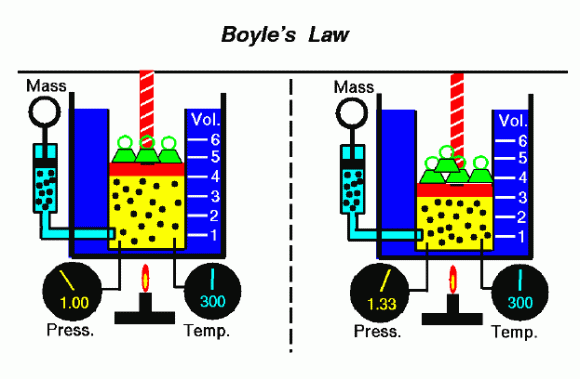 Boyle's Law
Mass
Vol.
6
5
4
3
2
1
1.00
300
Press.
Temp.
Mass
Vol.
6
5
4
3
2
1
1.33
300
Press.
Temp.